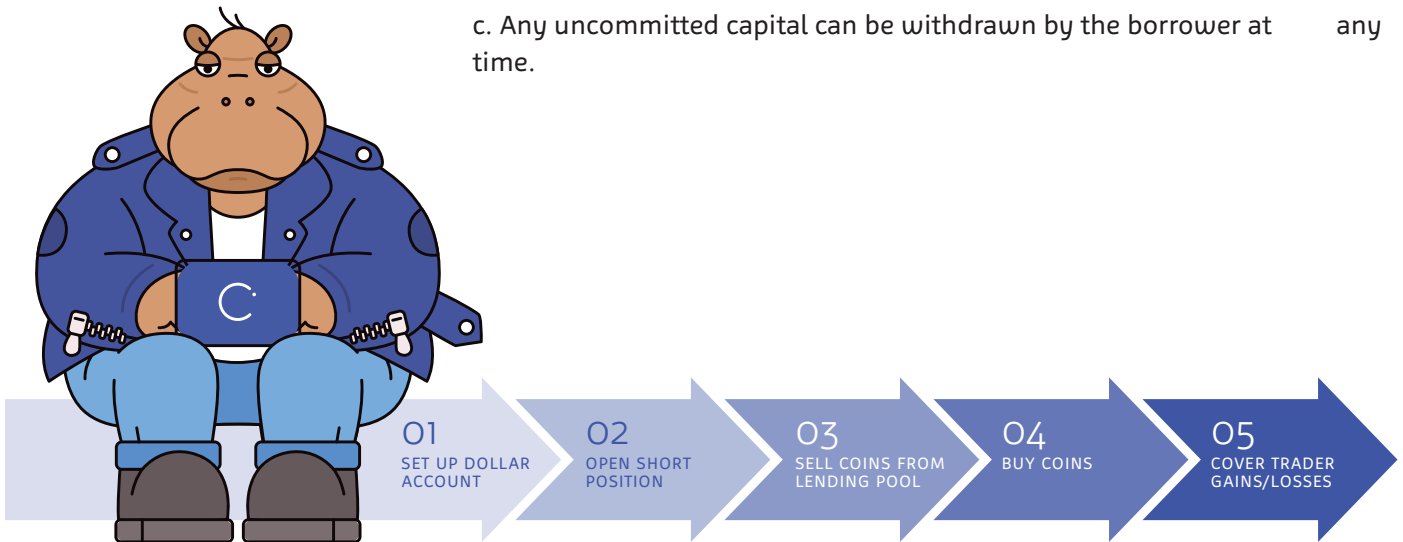 c. Any uncommitted capital can be withdrawn by the borrower at any
time.
01
SET UP DOLLAR
ACCOUNT
02
OPEN SHORT
POSITION
03
SELL COINS FROM
LENDING POOL
04
BUY COINS
05
COVER TRADER
GAINS/LOSSES